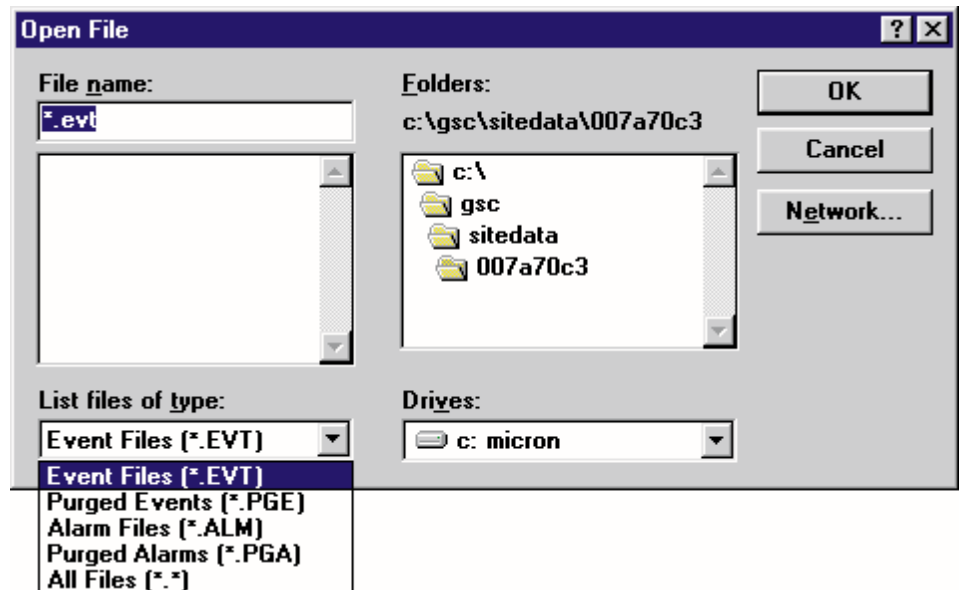 Open File
File name:
*.evt
Folders:
c:\gsc\sitedata\007a70c3
c:\
gsc
sitedata
007a70c3
OK
Cancel
Network...
List files of type:
Event Files (*.EVT)
Event Files (*.EVT)
Purged Events (*.PGE)
Alarm Files (*.ALM)
Purged Alarms (*.PGA)
All Files (*.*)
Drives:
c: micron